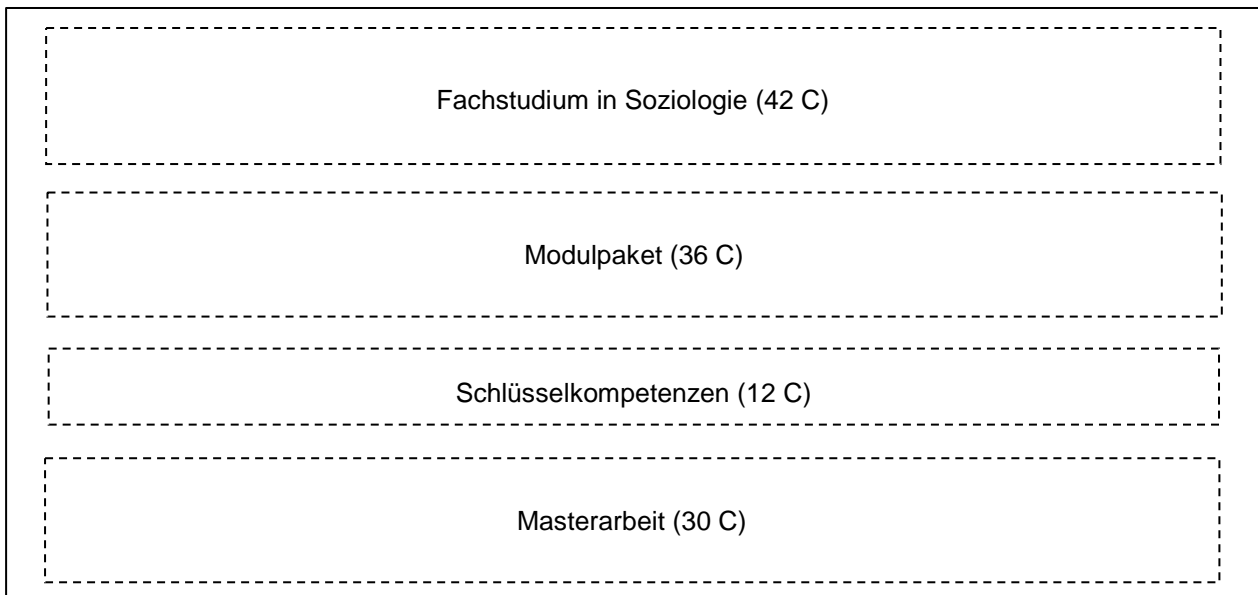 Fachstudium in Soziologie (42 C)
Modulpaket (36 C)
Schlüsselkompetenzen (12 C)
Masterarbeit (30 C)